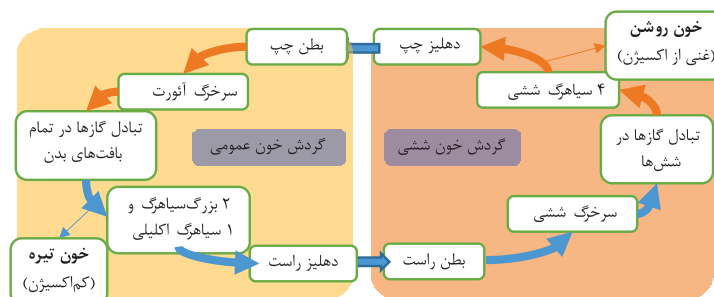 خون روشن
(غنی از اکسیژن)
دهلیز چپ
بطن چپ
۴ سیاهرگ ششی
سرخرگ آئورت
تبادل گازها در
شش‌ها
تبادل گازها در تمام
بافت‌های بدن
گردش خون ششی
گردش خون عمومی
سرخرگ ششی
۲ بزرگ‌سیاهرگ و
۱ سیاهرگ اکلیلی
بطن راست
دهلیز راست
خون تیره
(کم‌اکسیژن)